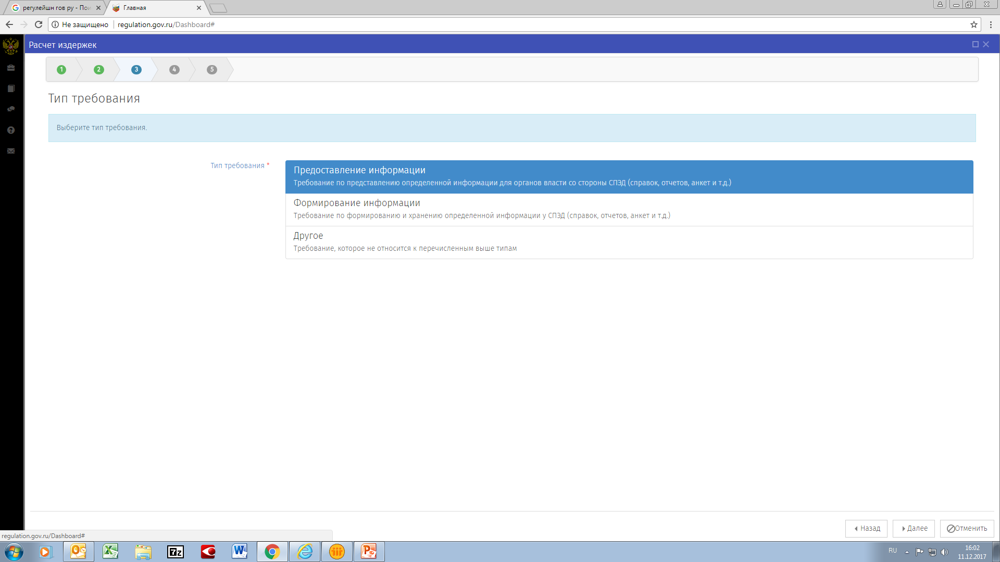 регулейшн гов ру - Пои
Главная
Не защищено
regulation.gov.ru/Dashboard#
Расчет издержек
1
2
3
4
5
Тип требования
Выберите тип требования.
Тип требования *
Предоставление информации
Требование по представлению определенной информации для органов власти со стороны СПЭД (справок, отчетов, анкет и т.д.)
Формирование информации
Требование по формированию и хранению определенной информации у СПЭД (справок, отчетов, анкет и т.д.)
Другое
Требование, которое не относится к перечисленным выше типам
Назад
Далее
Отменить
regulation.gov.ru/Dashboard#
RU
16:02
11.12.2017